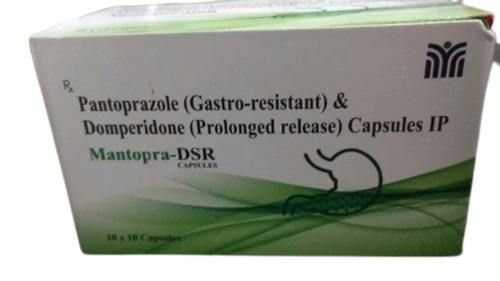 Rx
Pantoprazole (Gastro-resistant) &
Domperidone (Prolonged release) Capsules IP
Mantopra-DSR
CAPSULES
10 x 10 Capsules